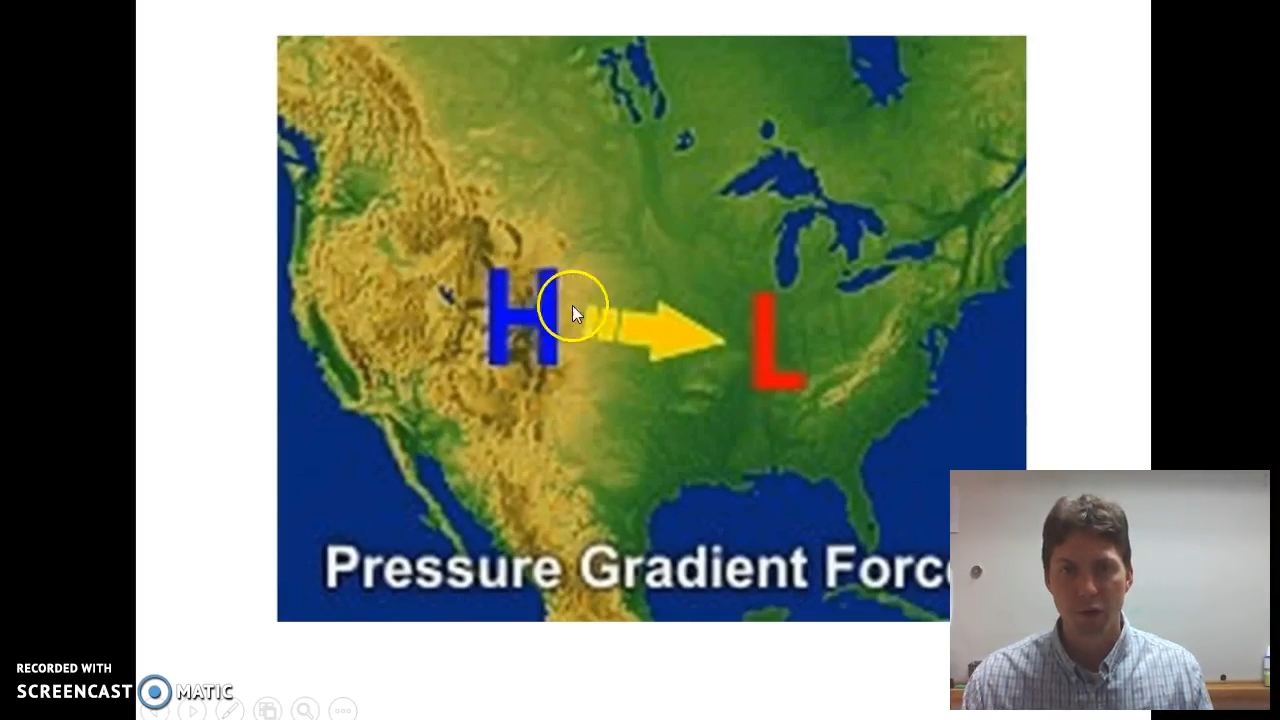 H
L
Pressure Gradient Forc
RECORDED WITH
SCREENCAST MATIC